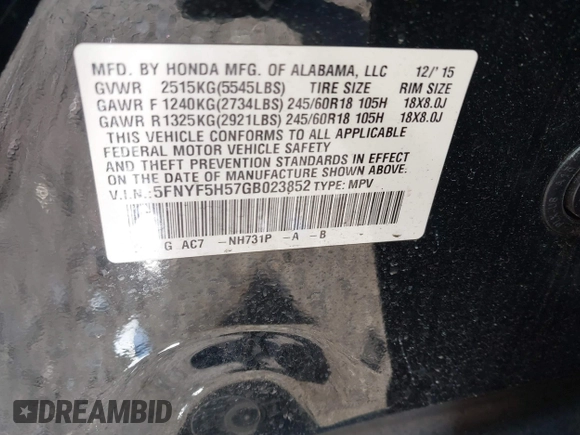 MFD. BY HONDA MFG. OF ALABAMA, LLC 12/'15
GVWR 2515KG(5545LBS) TIRE SIZE RIM SIZE
GAWR F 1240KG(2734LBS) 245/60R18 105H 18X8.0J
GAWR R 1325KG(2921LBS) 245/60R18 105H 18X8.0J
THIS VEHICLE CONFORMS TO ALL APPLICABLE
FEDERAL MOTOR VEHICLE SAFETY
AND THEFT PREVENTION STANDARDS IN EFFECT
ON THE DATE OF MANUFACTURE SHOWN ABOVE.
V.I.N.:5FNYF5H57GB023852 TYPE: MPV
G AC7 -NH731P -A -B -
DREAMBID